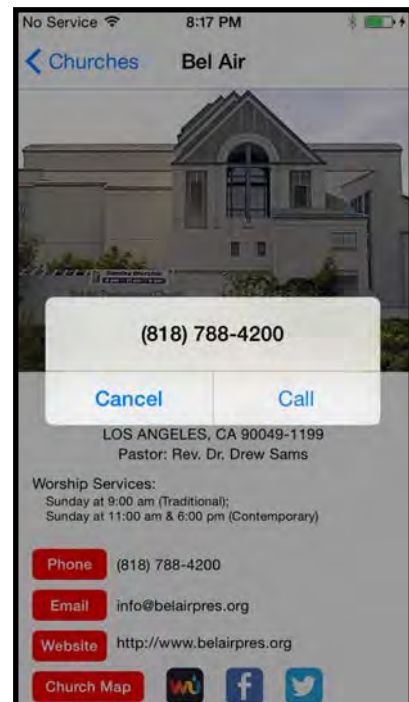 No Service 8:17 PM
Churches Bel Air
Sunday Worship
(818) 788-4200
Cancel Call
LOS ANGELES, CA 90049-1199
Pastor: Rev. Dr. Drew Sams
Worship Services:
Sunday at 9:00 am (Traditional);
Sunday at 11:00 am & 6:00 pm (Contemporary)
Phone (818) 788-4200
Email info@belairpres.org
Website http://www.belairpres.org
Church Map